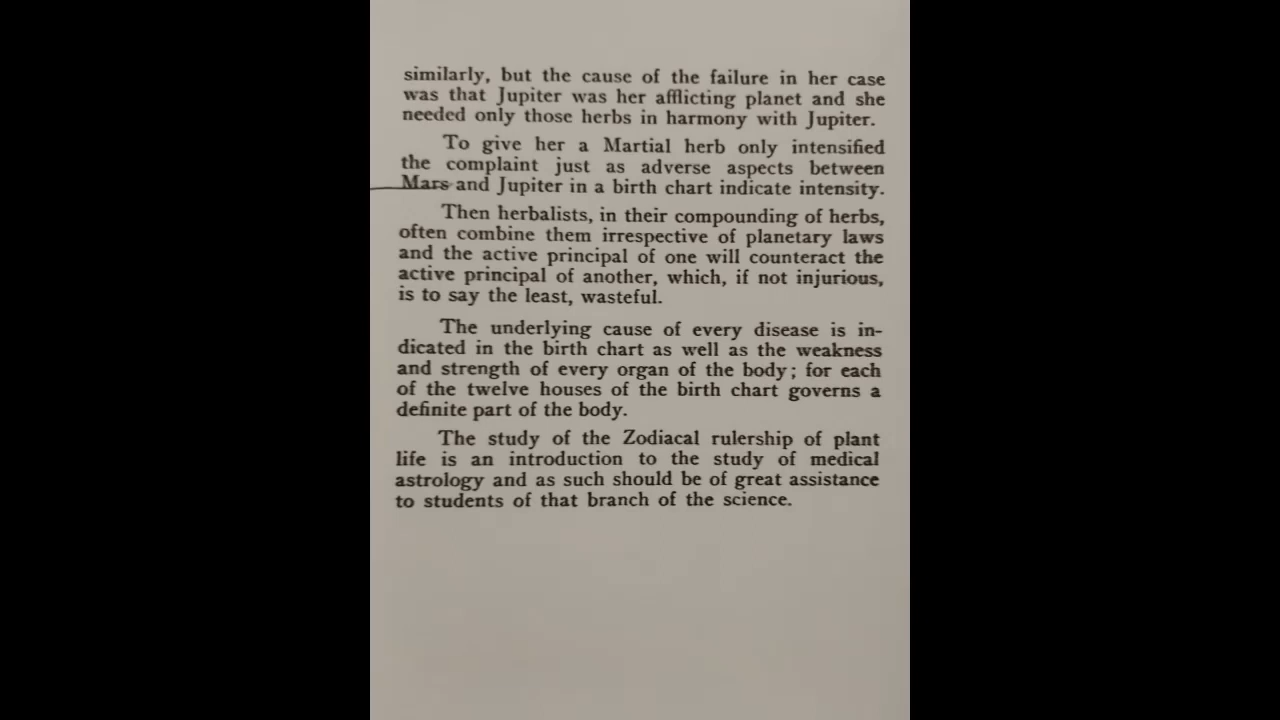 similarly, but the cause of the failure in her case
was that Jupiter was her afflicting planet and she
needed only those herbs in harmony with Jupiter.
To give her a Martial herb only intensified
the complaint just as adverse aspects between
Mars and Jupiter in a birth chart indicate intensity.
Then herbalists, in their compounding of herbs,
often combine them irrespective of planetary laws
and the active principal of one will counteract the
active principal of another, which, if not injurious,
is to say the least, wasteful.
The underlying cause of every disease is in-
dicated in the birth chart as well as the weakness
and strength of every organ of the body; for each
of the twelve houses of the birth chart governs a
definite part of the body.
The study of the Zodiacal rulership of plant
life is an introduction to the study of medical
astrology and as such should be of great assistance
to students of that branch of the science.